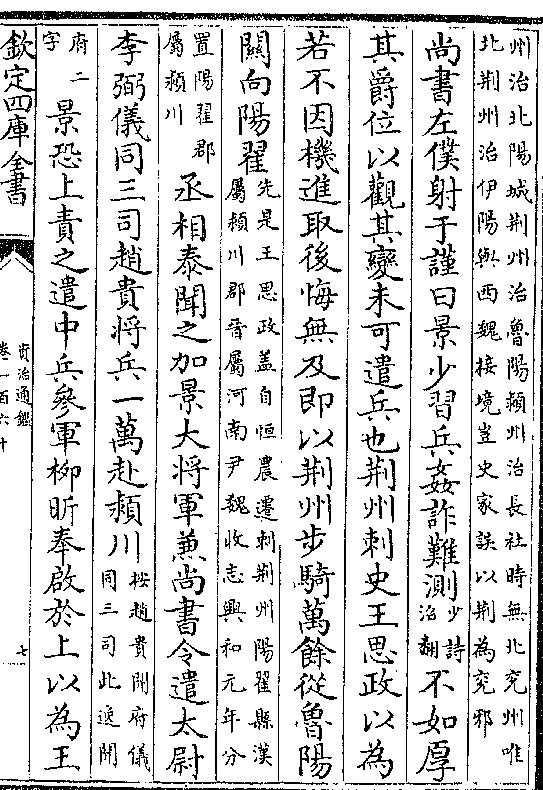 州治北陽城荆州治魯陽潁州治長社時無北兖州唯
北荆州治伊陽與西魏接境豈史家誤以荆為兖邪
尚書左僕射于謹曰景少習兵姦詐難測少詩
治翻不如厚
其爵位以觀其變未可遣兵也荆州刺史王思政以為
若不因機進取後悔無及即以荆州步騎萬餘從魯陽
關向陽翟先是王思政盖自恒農遷刺荆州陽翟縣漢
屬潁川郡晉屬河南尹魏收志興和元年分
置陽翟郡
屬潁川丞相泰聞之加景大將軍兼尚書令遣太尉
李弼儀同三司趙貴將兵一萬赴潁川按趙貴開府儀
同三司此逸開
府二
字景恐上責之遣中兵參軍柳昕奉啟於上以為王
欽定四庫全書
資治通鑑
卷一百六十
七